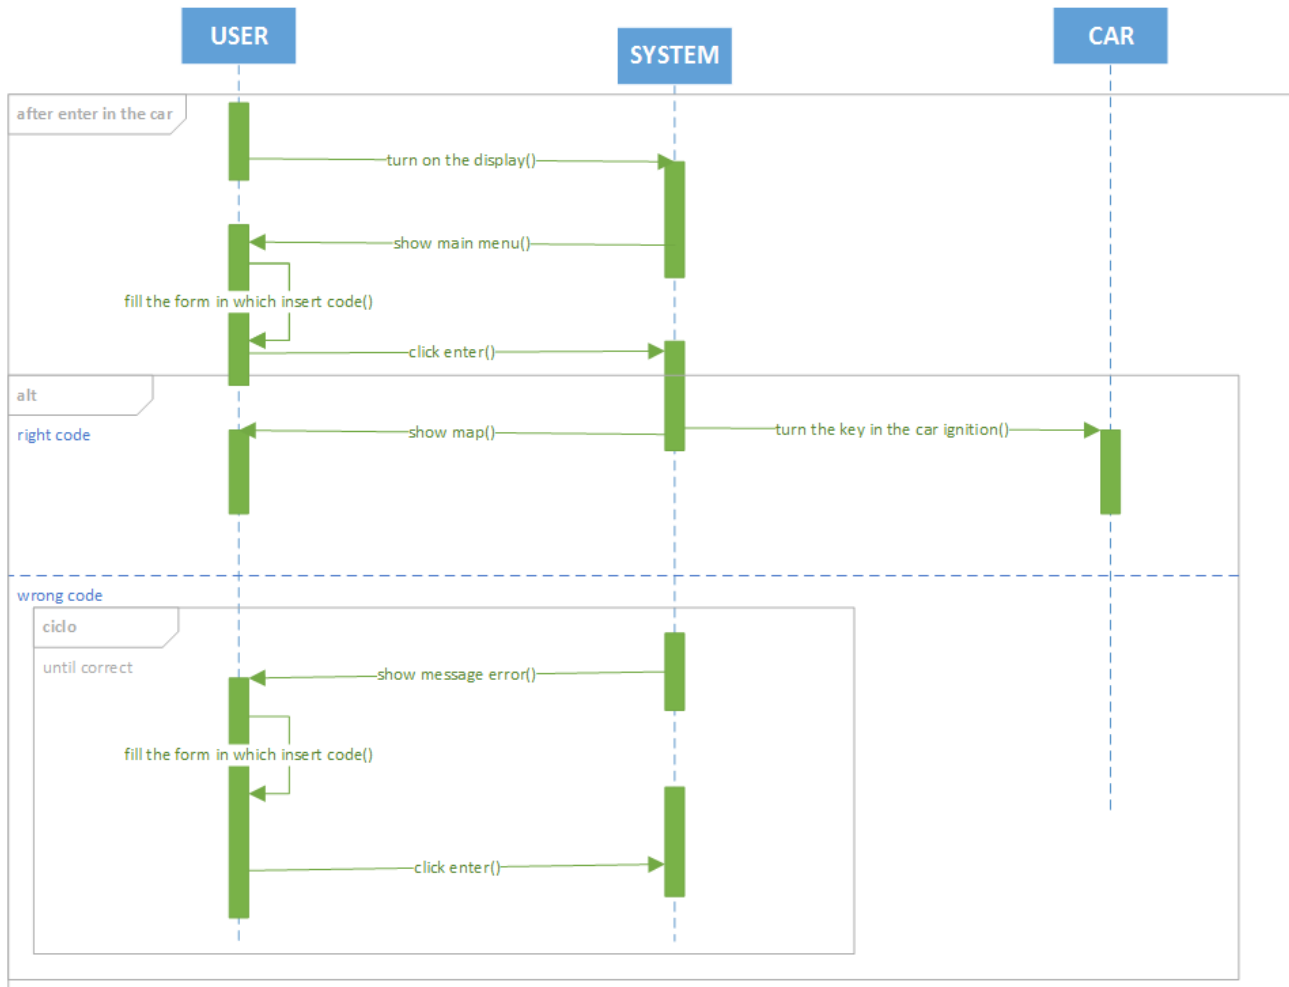 USER
SYSTEM
CAR
after enter in the car
turn on the display()
show main menu()
fill the form in which insert code()
click enter()
alt
right code
show map()
turn the key in the car ignition()
wrong code
ciclo
until correct
show message error()
fill the form in which insert code()
click enter()